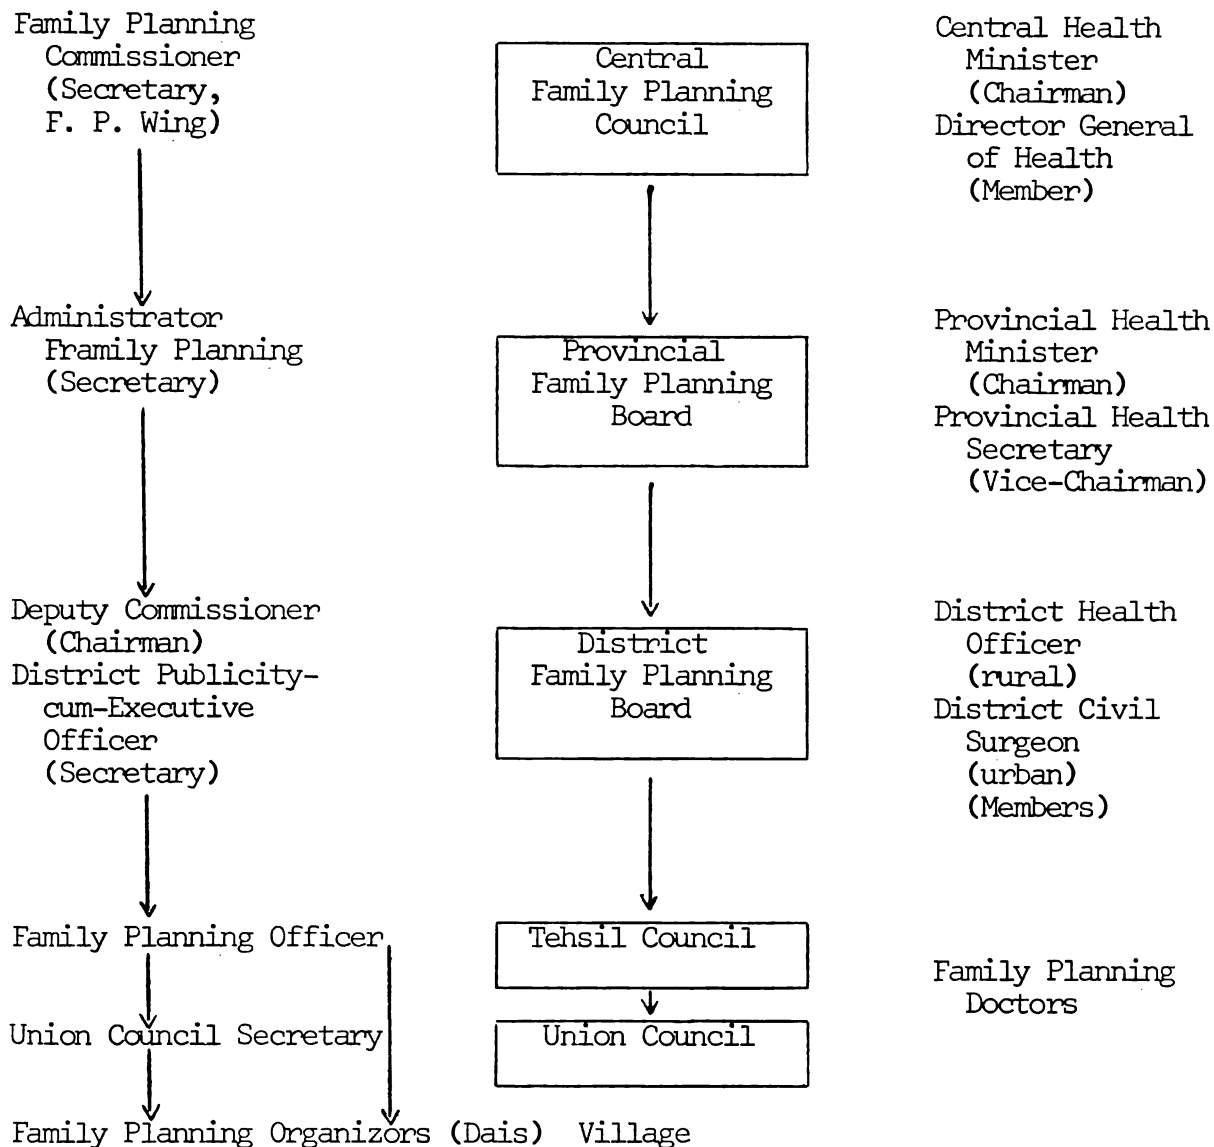 Family Planning
Commissioner
(Secretary,
F. P. Wing)
Central
Family Planning
Council
Central Health
Minister
(Chairman)
Director General
of Health
(Member)
Administrator
Framily Planning
(Secretary)
Provincial
Family Planning
Board
Provincial Health
Minister
(Chairman)
Provincial Health
Secretary
(Vice-Chairman)
Deputy Commissioner
(Chairman)
District Publicity-
cum-Executive
Officer
(Secretary)
District
Family Planning
Board
District Health
Officer
(rural)
District Civil
Surgeon
(urban)
(Members)
Family Planning Officer
Tehsil Council
Family Planning
Doctors
Union Council Secretary
Union Council
Family Planning Organizors (Dais) Village